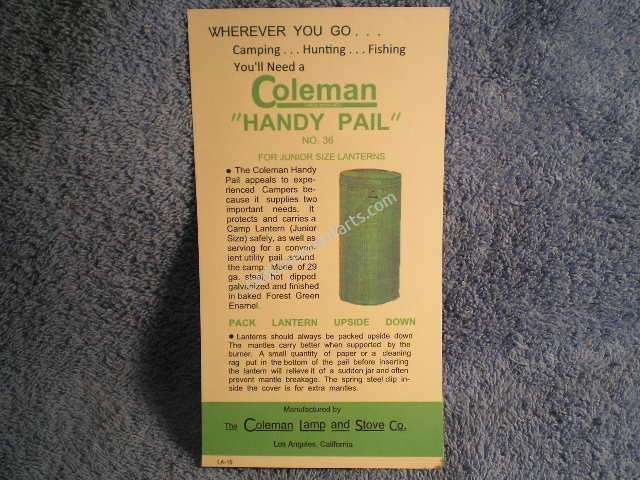 WHEREVER YOU GO . . .
Camping . . . Hunting . . . Fishing
You'll Need a
Coleman
"HANDY PAIL"
NO. 36
FOR JUNIOR SIZE LANTERNS
● The Coleman Handy
Pail appeals to expe-
rienced Campers be-
cause it supplies two
important needs. It
protects and carries a
Camp Lantern (Junior
Size) safely, as well as
serving for a conven-
ient utility pail around
the camp. Made of 29
ga. steel, hot dipped
galvanized and finished
in baked Forest Green
Enamel.
PACK LANTERN UPSIDE DOWN
● Lanterns should always be packed upside down
The mantles carry better when supported by the
burner. A small quantity of paper or a cleaning
rag put in the bottom of the pail before inserting
the lantern will relieve it of a sudden jar and often
prevent mantle breakage. The spring steel clip in-
side the cover is for extra mantles.
Manufactured by
The Coleman Lamp and Stove Co.
Los Angeles, California